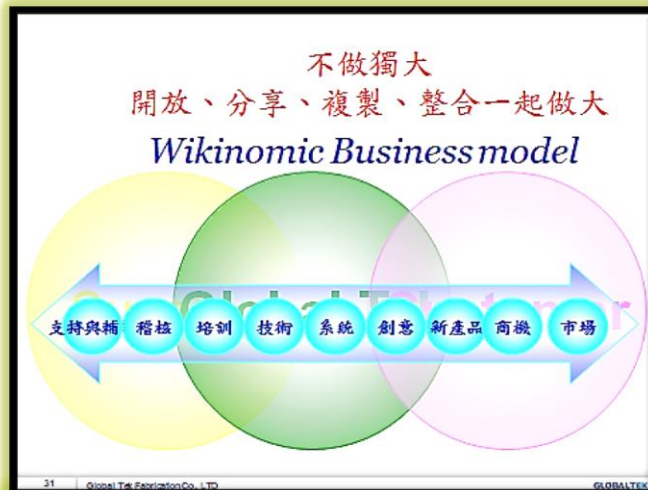 不做獨大
開放、分享、複製、整合一起做大
Wikinomic Business model
支持與輔 稽核 培訓 技術 系統 創意 新產品 商機 市場
31 Global Tek Fabrication Co., LTD GLOBALTEK